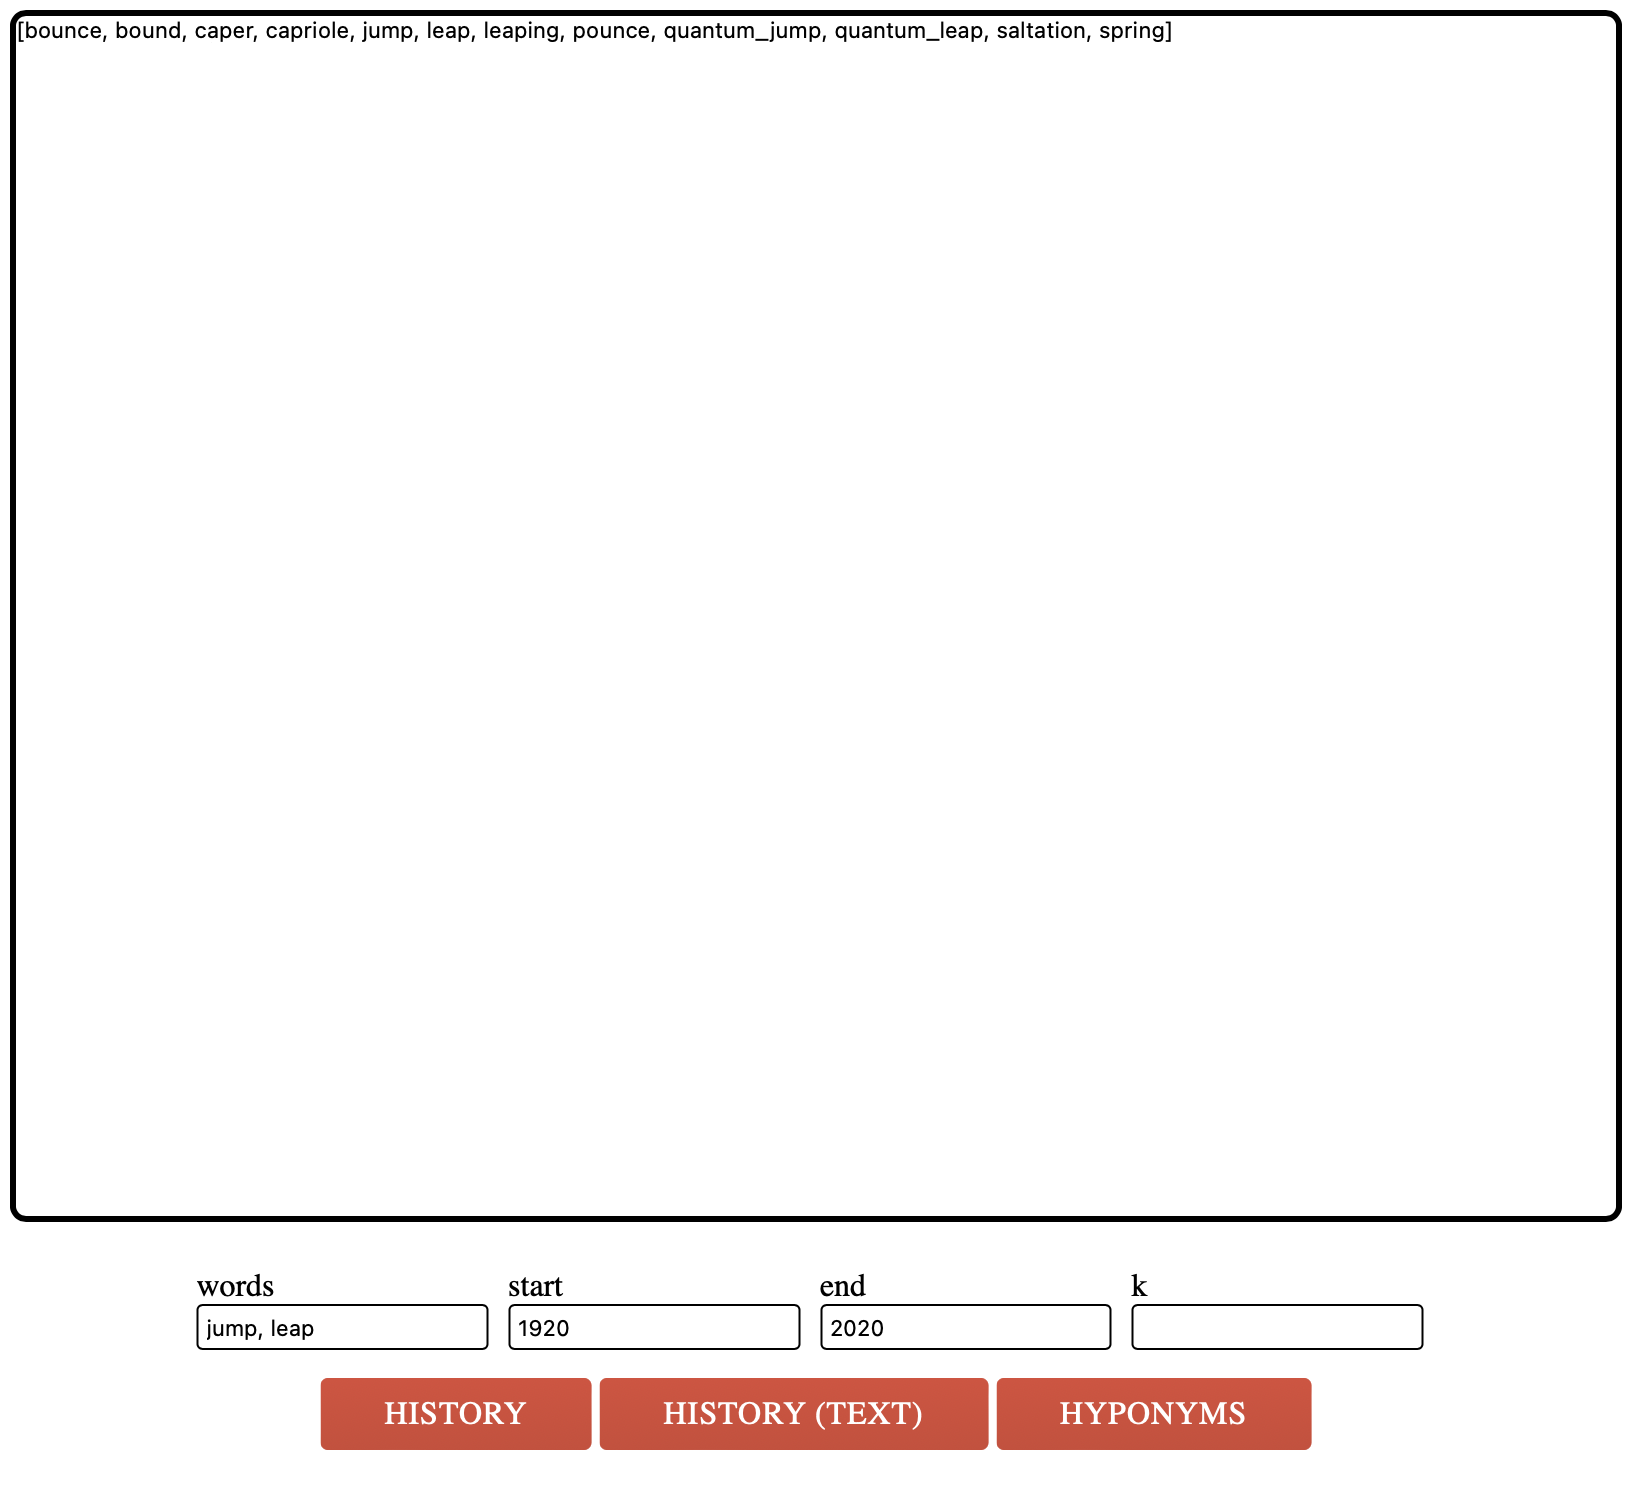 [bounce, bound, caper, capriole, jump, leap, leaping, pounce, quantum_jump, quantum_leap, saltation, spring]
words start end k
jump, leap 1920 2020
HISTORY HISTORY (TEXT) HYPONYMS